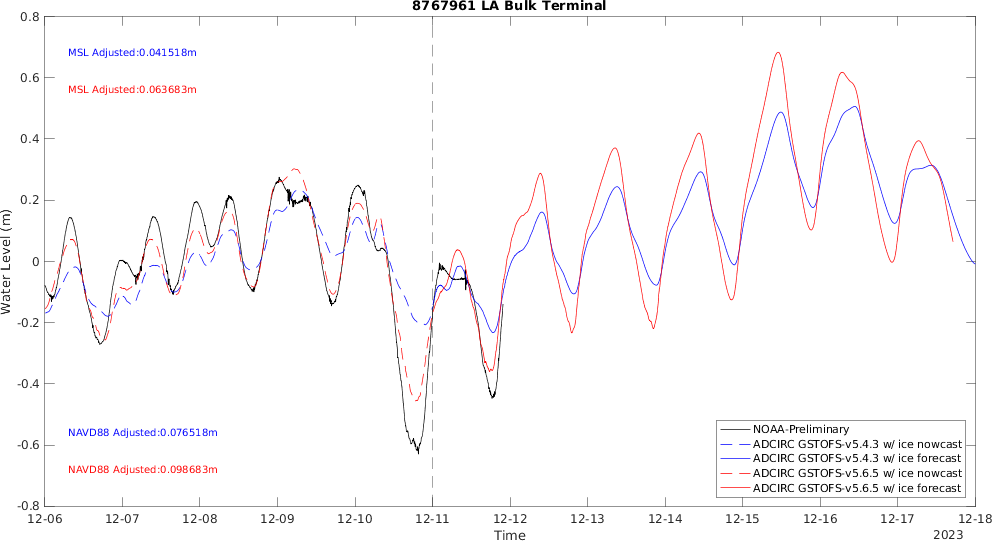 8767961 LA Bulk Terminal
0.8
0.6
0.4
0.2
0
-0.2
-0.4
-0.6
-0.8
Water Level (m)
MSL Adjusted:0.041518m
MSL Adjusted:0.063683m
NAVD88 Adjusted:0.076518m
NAVD88 Adjusted:0.098683m
NOAA-Preliminary
ADCIRC GSTOFS-v5.4.3 w/ ice nowcast
ADCIRC GSTOFS-v5.4.3 w/ ice forecast
ADCIRC GSTOFS-v5.6.5 w/ ice nowcast
ADCIRC GSTOFS-v5.6.5 w/ ice forecast
12-06 12-07 12-08 12-09 12-10 12-11 12-12 12-13 12-14 12-15 12-16 12-17 12-18
Time
2023